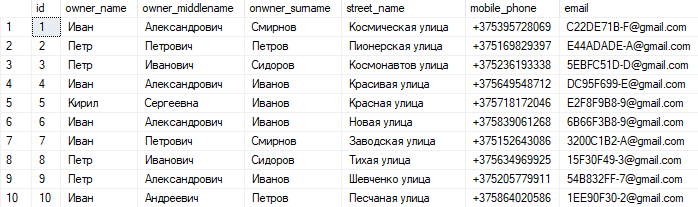 id owner_name owner_middlename onwner_surname street_name mobile_phone email
1 1 Иван Александрович Смирнов Космическая улица +375395728069 C22DE71B-F@gmail.com
2 2 Петр Петрович Петров Пионерская улица +375169829397 E44ADADE-A@gmail.com
3 3 Петр Иванович Сидоров Космонавтов улица +375236193338 5EBFC51D-D@gmail.com
4 4 Иван Александрович Иванов Красивая улица +375649548712 DC95F699-E@gmail.com
5 5 Кирил Сергеевна Иванов Красная улица +375718172046 E2F8F9B8-9@gmail.com
6 6 Иван Александрович Иванов Новая улица +375839061268 6B66F3B8-9@gmail.com
7 7 Иван Петрович Смирнов Заводская улица +375152643086 3200C1B2-A@gmail.com
8 8 Петр Иванович Сидоров Тихая улица +375634969925 15F30F49-3@gmail.com
9 9 Петр Александрович Иванов Шевченко улица +375205779911 54B832FF-7@gmail.com
10 10 Иван Андреевич Петров Песчаная улица +375864020586 1EE90F30-2@gmail.com